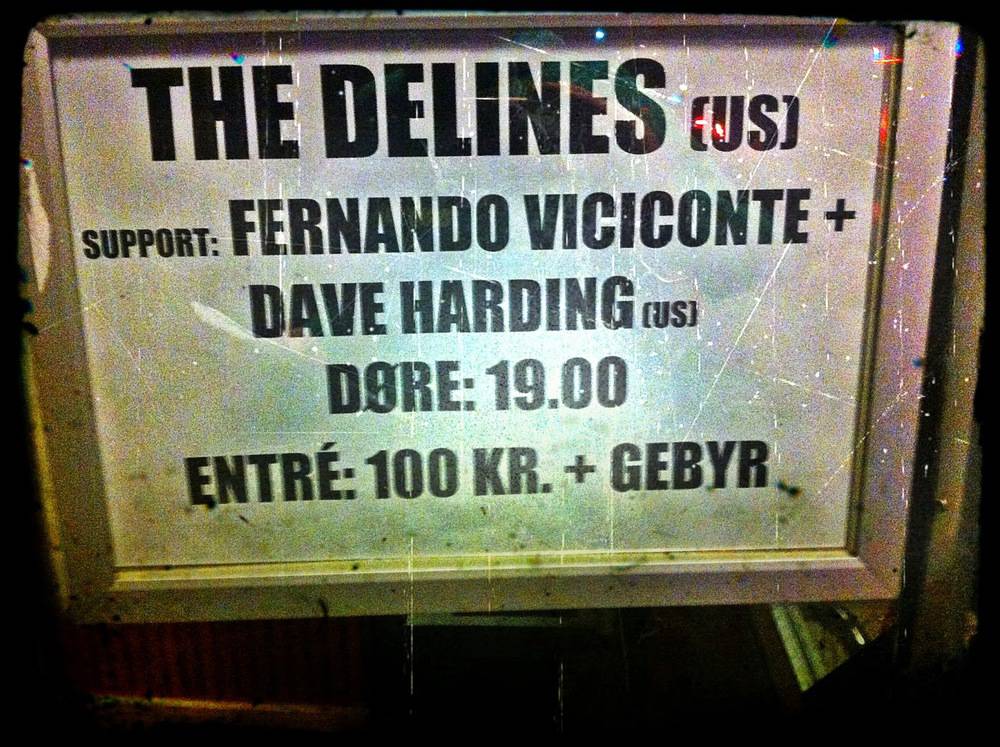 THE DELINES (US)
SUPPORT: FERNANDO VICICONTE +
DAVE HARDING (US)
DØRE: 19.00
ENTRÉ: 100 KR. + GEBYR